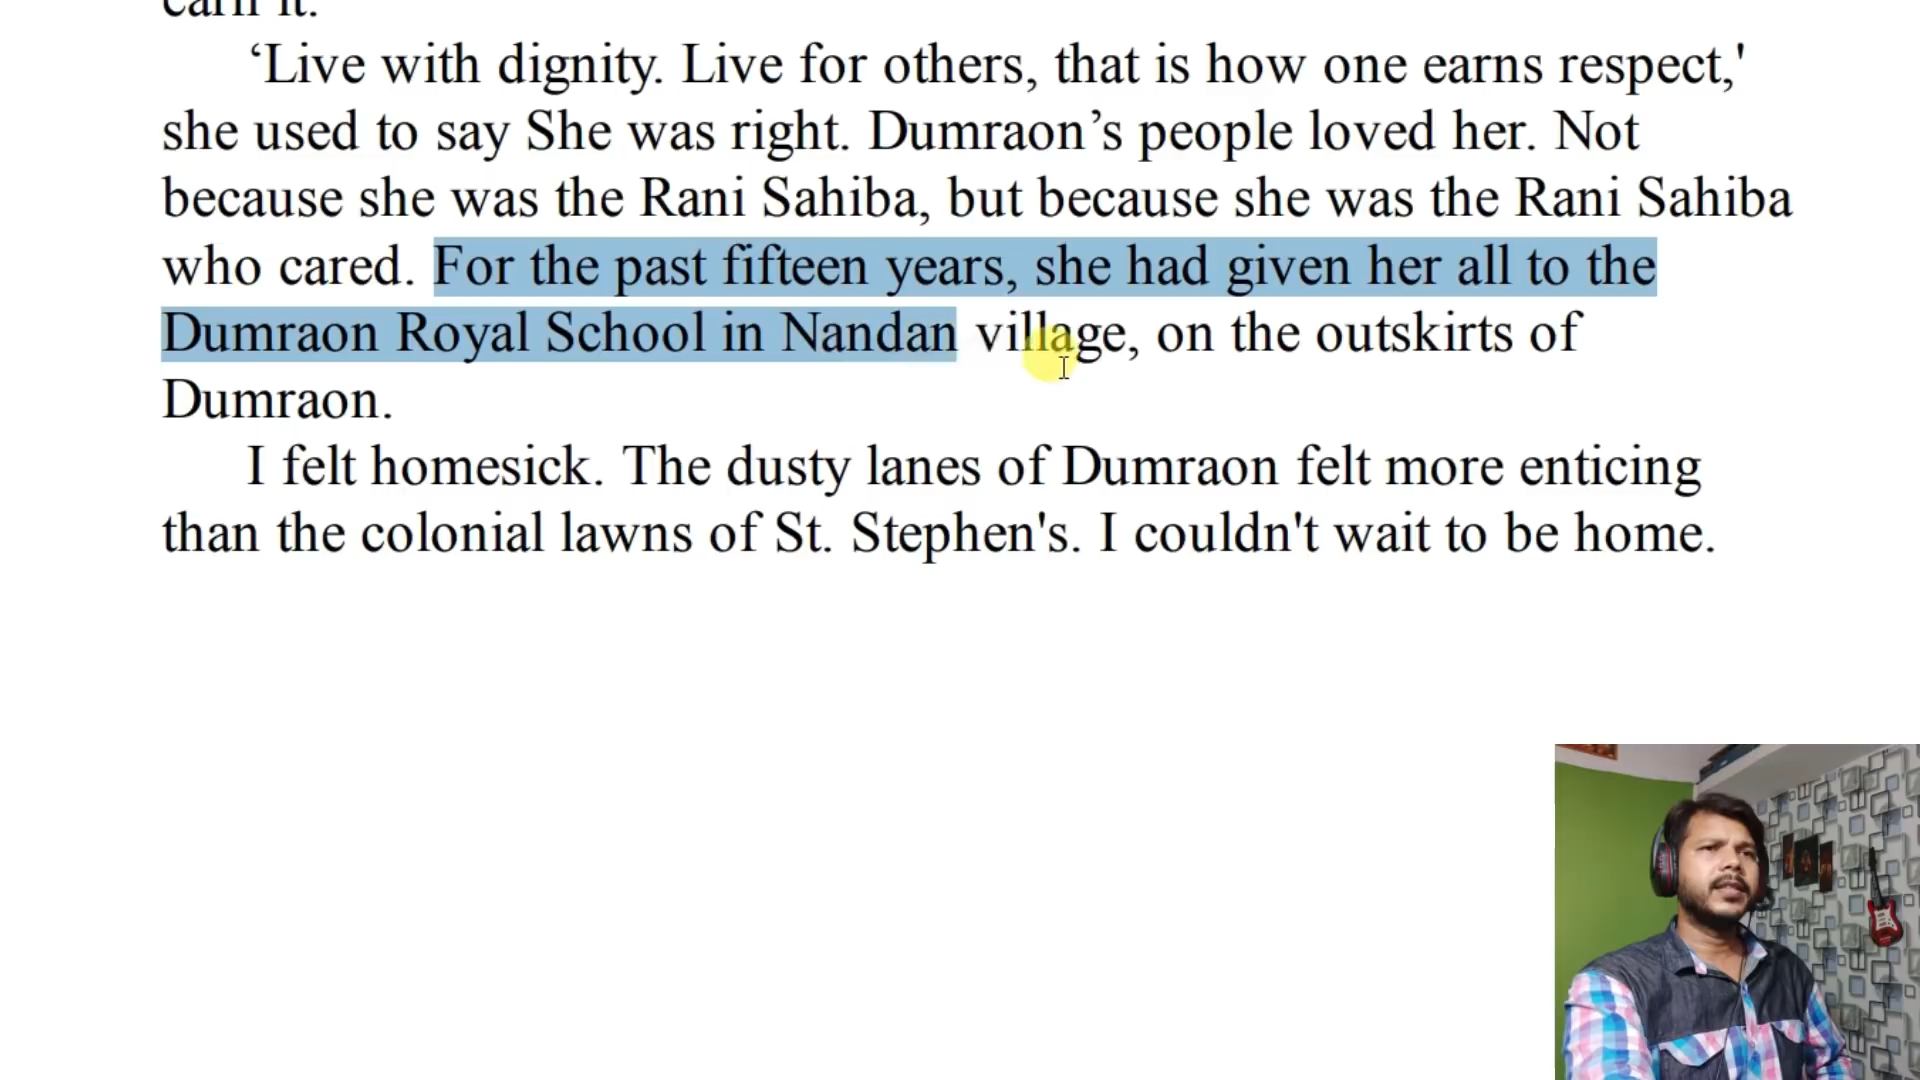 earn it.
‘Live with dignity. Live for others, that is how one earns respect,'
she used to say She was right. Dumraon’s people loved her. Not
because she was the Rani Sahiba, but because she was the Rani Sahiba
who cared. For the past fifteen years, she had given her all to the
Dumraon Royal School in Nandan village, on the outskirts of
Dumraon.
I felt homesick. The dusty lanes of Dumraon felt more enticing
than the colonial lawns of St. Stephen's. I couldn't wait to be home.